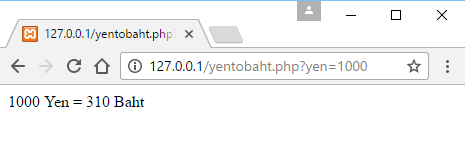 127.0.0.1/yentobaht.php?
127.0.0.1/yentobaht.php?yen=1000
1000 Yen = 310 Baht